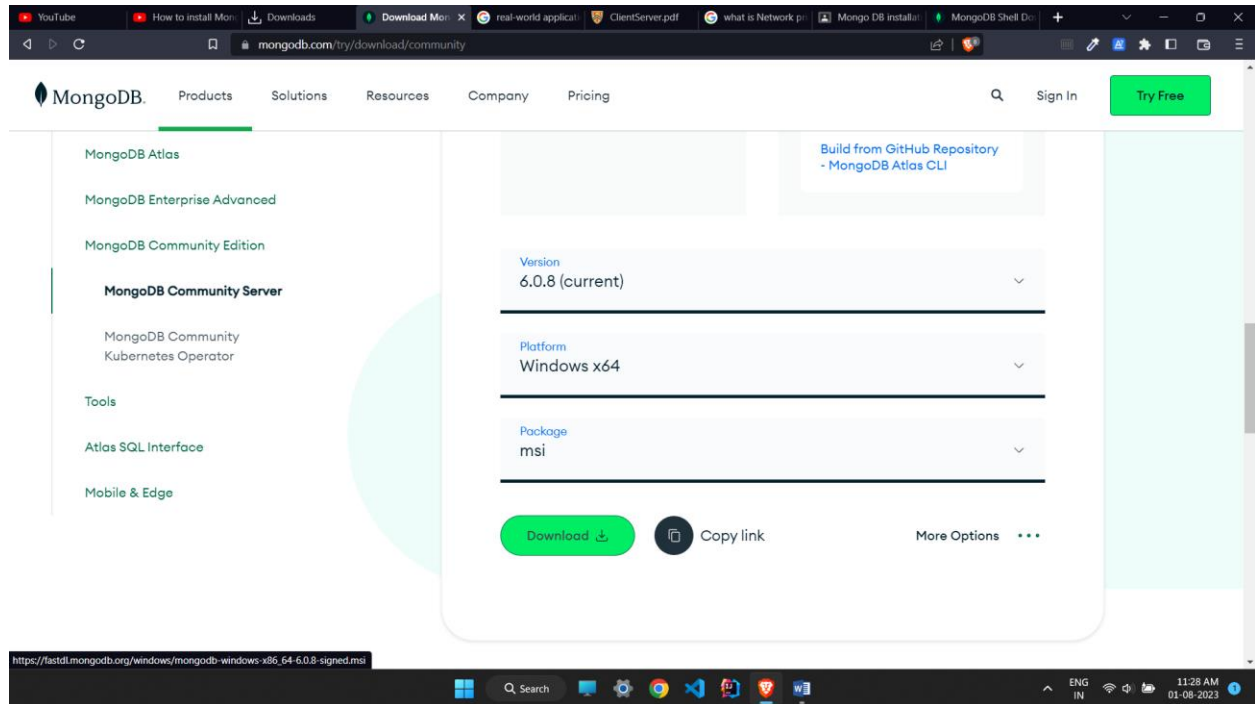 YouTube
How to install Mon
Downloads
Download Mon
real-world applicati
ClientServer.pdf
what is Network pr
Mongo DB installat
MongoDB Shell Do
mongodb.com/try/download/community
MongoDB.
Products
Solutions
Resources
Company
Pricing
Sign In
Try Free
MongoDB Atlas
MongoDB Enterprise Advanced
MongoDB Community Edition
MongoDB Community Server
MongoDB Community
Kubernetes Operator
Tools
Atlas SQL Interface
Mobile & Edge
Build from GitHub Repository
- MongoDB Atlas CLI
Version
6.0.8 (current)
Platform
Windows x64
Package
msi
Download
Copy link
More Options
https://fastdl.mongodb.org/windows/mongodb-windows-x86_64-6.0.8-signed.msi
Search
ENG
IN
11:28 AM
01-08-2023
1